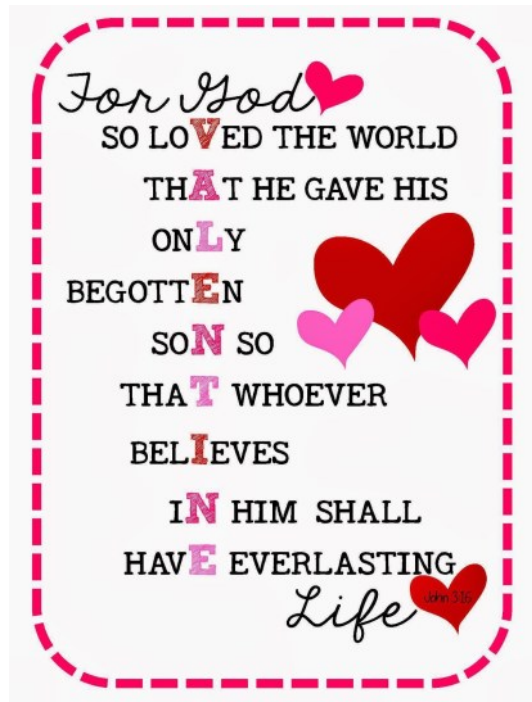 For God
SO LOVED THE WORLD
THAT HE GAVE HIS
ONLY
BEGOTTEN
SON SO
THAT WHOEVER
BELIEVES
IN HIM SHALL
HAVE EVERLASTING
Life
John 3:16